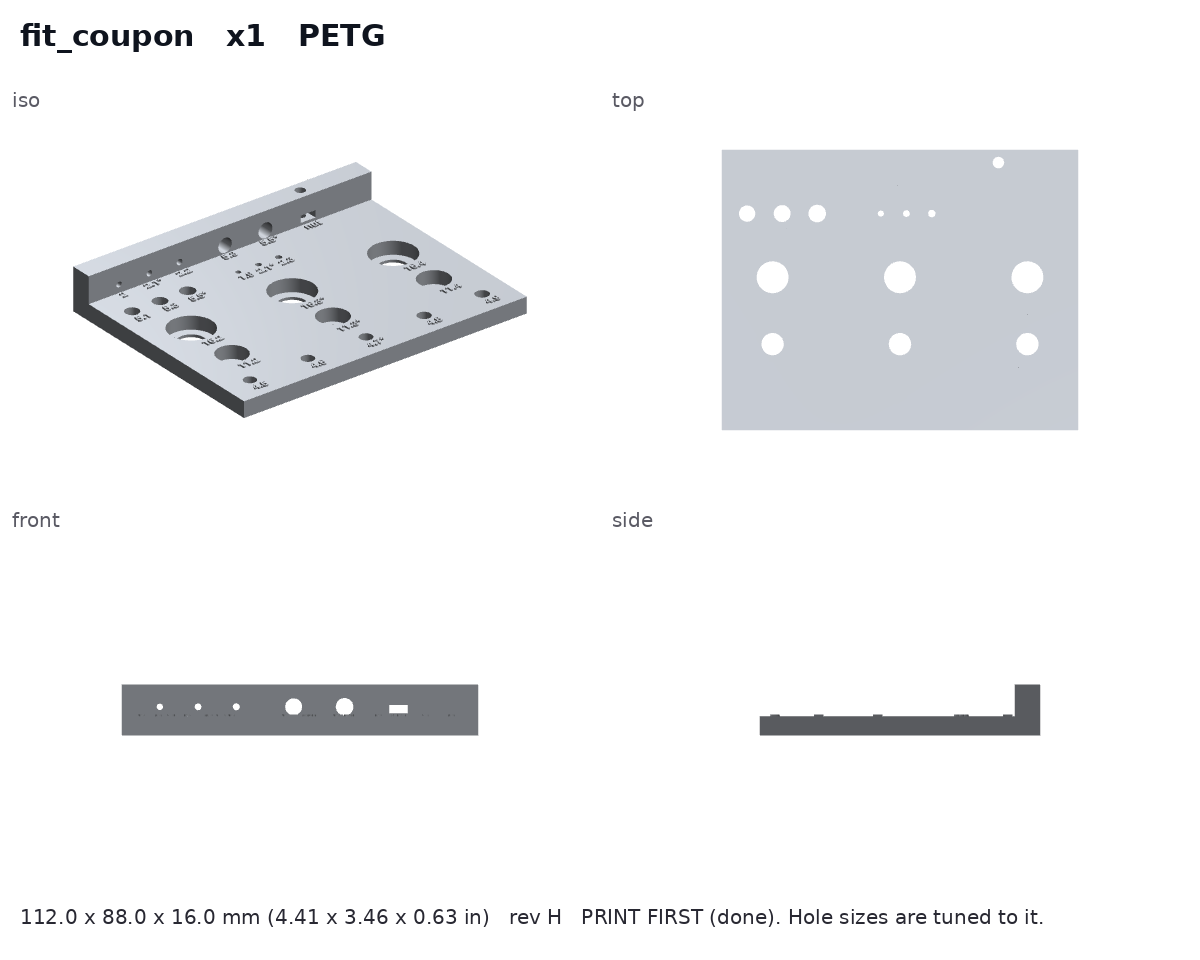 fit_coupon x1 PETG
iso
top
front
side
112.0 x 88.0 x 16.0 mm (4.41 x 3.46 x 0.63 in) rev H PRINT FIRST (done). Hole sizes are tuned to it.